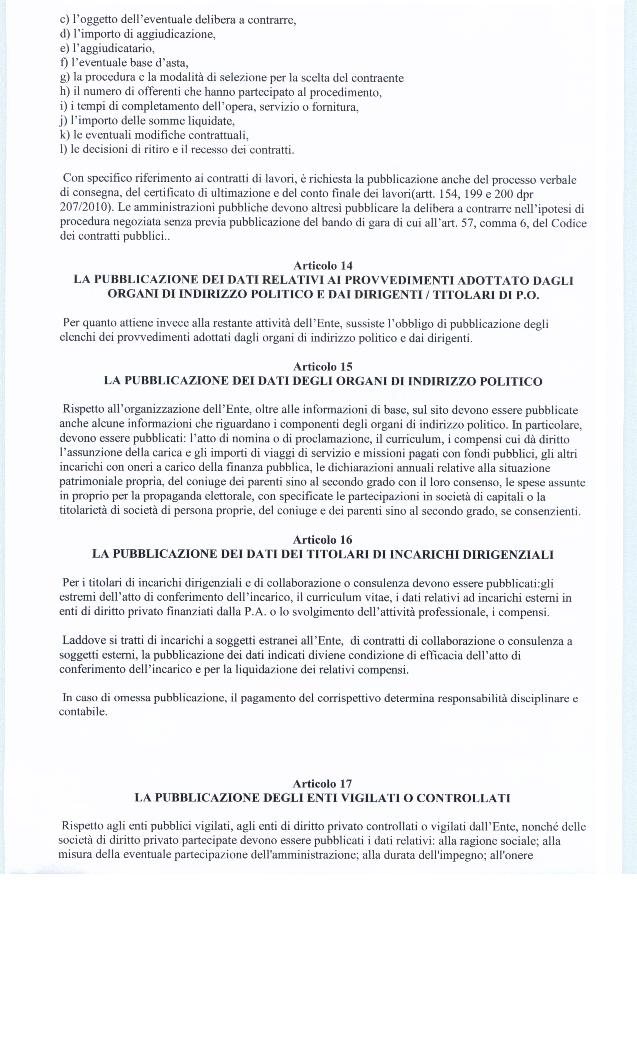 c) l'oggetto dell'eventuale delibera a contrarre,
d) l'importo di aggiudicazione,
e) l'aggiudicatario,
f) l'eventuale base d'asta,
g) la procedura e la modalità di selezione per la scelta del contraente
h) il numero di offerenti che hanno partecipato al procedimento,
i) i tempi di completamento dell'opera, servizio o fornitura,
j) l'importo delle somme liquidate,
k) le eventuali modifiche contrattuali,
l) le decisioni di ritiro e il recesso dei contratti.
Con specifico riferimento ai contratti di lavori, è richiesta la pubblicazione anche del processo verbale
di consegna, del certificato di ultimazione e del conto finale dei lavori(artt. 154, 199 e 200 dpr
207/2010). Le amministrazioni pubbliche devono altresì pubblicare la delibera a contrarre nell'ipotesi di
procedura negoziata senza previa pubblicazione del bando di gara di cui all'art. 57, comma 6, del Codice
dei contratti pubblici..
Articolo 14
LA PUBBLICAZIONE DEI DATI RELATIVI AI PROVVEDIMENTI ADOTTATO DAGLI
ORGANI DI INDIRIZZO POLITICO E DAI DIRIGENTI / TITOLARI DI P.O.
Per quanto attiene invece alla restante attività dell'Ente, sussiste l'obbligo di pubblicazione degli
elenchi dei provvedimenti adottati dagli organi di indirizzo politico e dai dirigenti.
Articolo 15
LA PUBBLICAZIONE DEI DATI DEGLI ORGANI DI INDIRIZZO POLITICO
Rispetto all'organizzazione dell'Ente, oltre alle informazioni di base, sul sito devono essere pubblicate
anche alcune informazioni che riguardano i componenti degli organi di indirizzo politico. In particolare,
devono essere pubblicati: l'atto di nomina o di proclamazione, il curriculum, i compensi cui dà diritto
l'assunzione della carica e gli importi di viaggi di servizio e missioni pagati con fondi pubblici, gli altri
incarichi con oneri a carico della finanza pubblica, le dichiarazioni annuali relative alla situazione
patrimoniale propria, del coniuge dei parenti sino al secondo grado con il loro consenso, le spese assunte
in proprio per la propaganda elettorale, con specificate le partecipazioni in società di capitali o la
titolarietà di società di persona proprie, del coniuge e dei parenti sino al secondo grado, se consenzienti.
Articolo 16
LA PUBBLICAZIONE DEI DATI DEI TITOLARI DI INCARICHI DIRIGENZIALI
Per i titolari di incarichi dirigenziali e di collaborazione o consulenza devono essere pubblicati:gli
estremi dell'atto di conferimento dell'incarico, il curriculum vitae, i dati relativi ad incarichi esterni in
enti di diritto privato finanziati dalla P.A. o lo svolgimento dell'attività professionale, i compensi.
Laddove si tratti di incarichi a soggetti estranei all'Ente, di contratti di collaborazione o consulenza a
soggetti esterni, la pubblicazione dei dati indicati diviene condizione di efficacia dell'atto di
conferimento dell'incarico e per la liquidazione dei relativi compensi.
In caso di omessa pubblicazione, il pagamento del corrispettivo determina responsabilità disciplinare e
contabile.
Articolo 17
LA PUBBLICAZIONE DEGLI ENTI VIGILATI O CONTROLLATI
Rispetto agli enti pubblici vigilati, agli enti di diritto privato controllati o vigilati dall'Ente, nonché delle
società di diritto privato partecipate devono essere pubblicati i dati relativi: alla ragione sociale; alla
misura della eventuale partecipazione dell'amministrazione; alla durata dell'impegno; all'onere